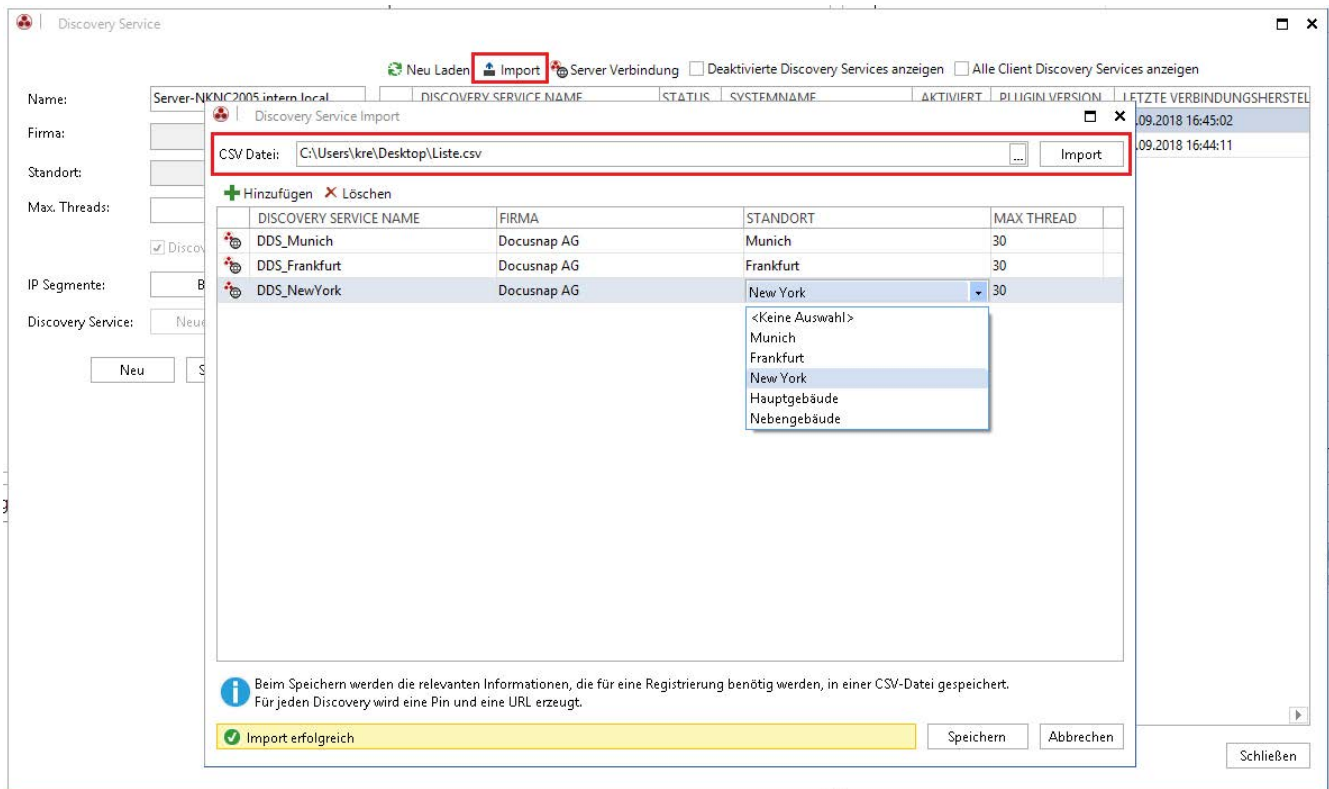 Discovery Service
Neu Laden Import Server Verbindung Deaktivierte Discovery Services anzeigen Alle Client Discovery Services anzeigen
Name: Server-NKNC2005.intern.local
DISCOVERY SERVICE NAME STATUS SYSTEMNAME AKTIVIERT PLUGIN VERSION LETZTE VERBINDUNGSHERSTEL
.09.2018 16:45:02
.09.2018 16:44:11
Firma:
Standort:
Max. Threads:
Discov
IP Segmente: B
Discovery Service: Neue
Neu S
Discovery Service Import
CSV Datei: C:\Users\kre\Desktop\Liste.csv ... Import
Hinzufügen Löschen
DISCOVERY SERVICE NAME FIRMA STANDORT MAX THREAD
DDS_Munich Docusnap AG Munich 30
DDS_Frankfurt Docusnap AG Frankfurt 30
DDS_NewYork Docusnap AG New York 30
<Keine Auswahl>
Munich
Frankfurt
New York
Hauptgebäude
Nebengebäude
Beim Speichern werden die relevanten Informationen, die für eine Registrierung benötig werden, in einer CSV-Datei gespeichert.
Für jeden Discovery wird eine Pin und eine URL erzeugt.
Import erfolgreich
Speichern Abbrechen
Schließen